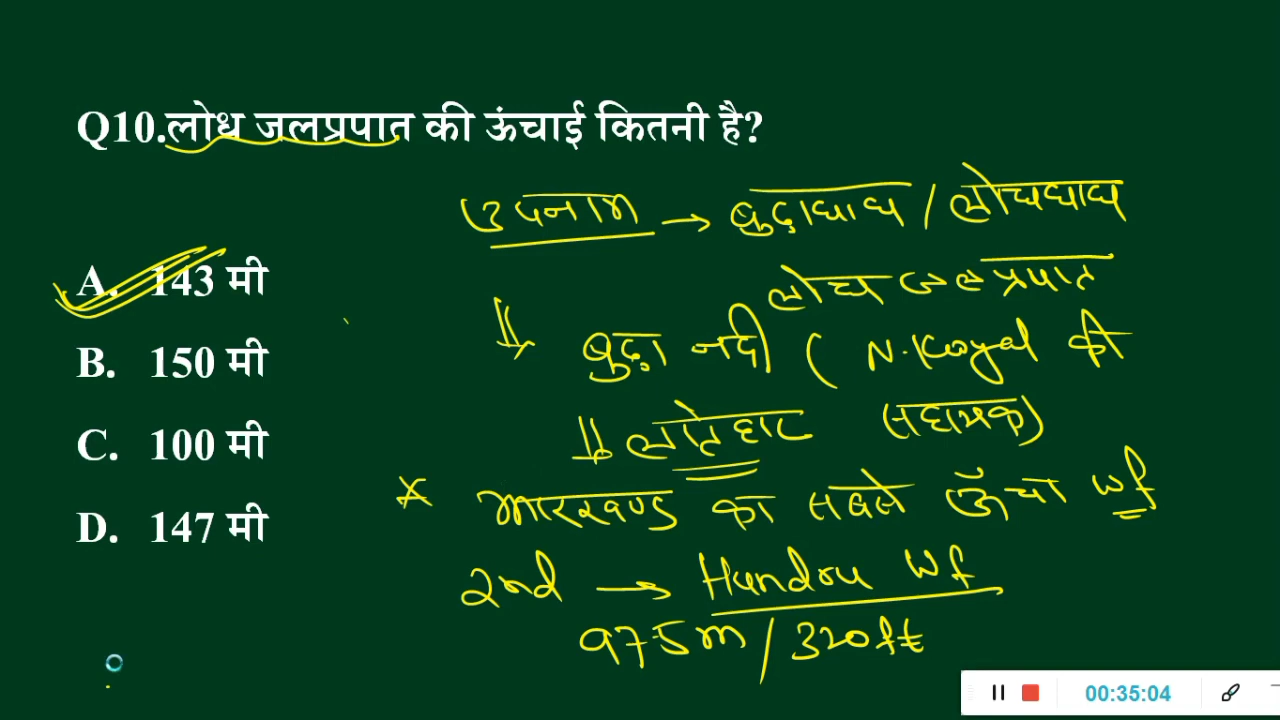 Q10.लोध जलप्रपात की ऊंचाई कितनी है?
उपनाम → बुढ़ाघाघ / लोधघाघ
A. 143 मी
लोध जलप्रपात
बुढ़ा नदी ( N.Koyal की
B. 150 मी
सहायक)
लातेहार
C. 100 मी
* झारखण्ड का सबसे ऊँचा Wf
D. 147 मी
2nd → Hundru Wf
97.5m / 320ft
00:35:04